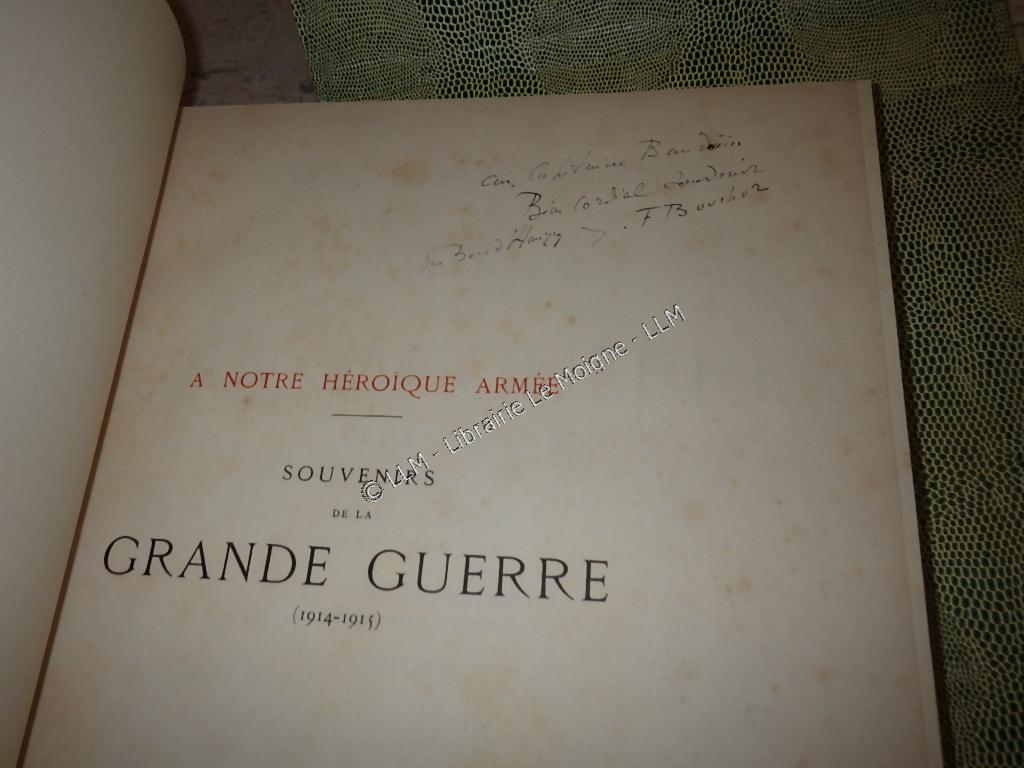 au Capitaine Baudouin
Bien cordial souvenir
F Bouchor
A NOTRE HÉROÏQUE ARMÉE
SOUVENIRS
DE LA
GRANDE GUERRE
(1914-1915)
© LLM - Librairie Le Moigne - LLM